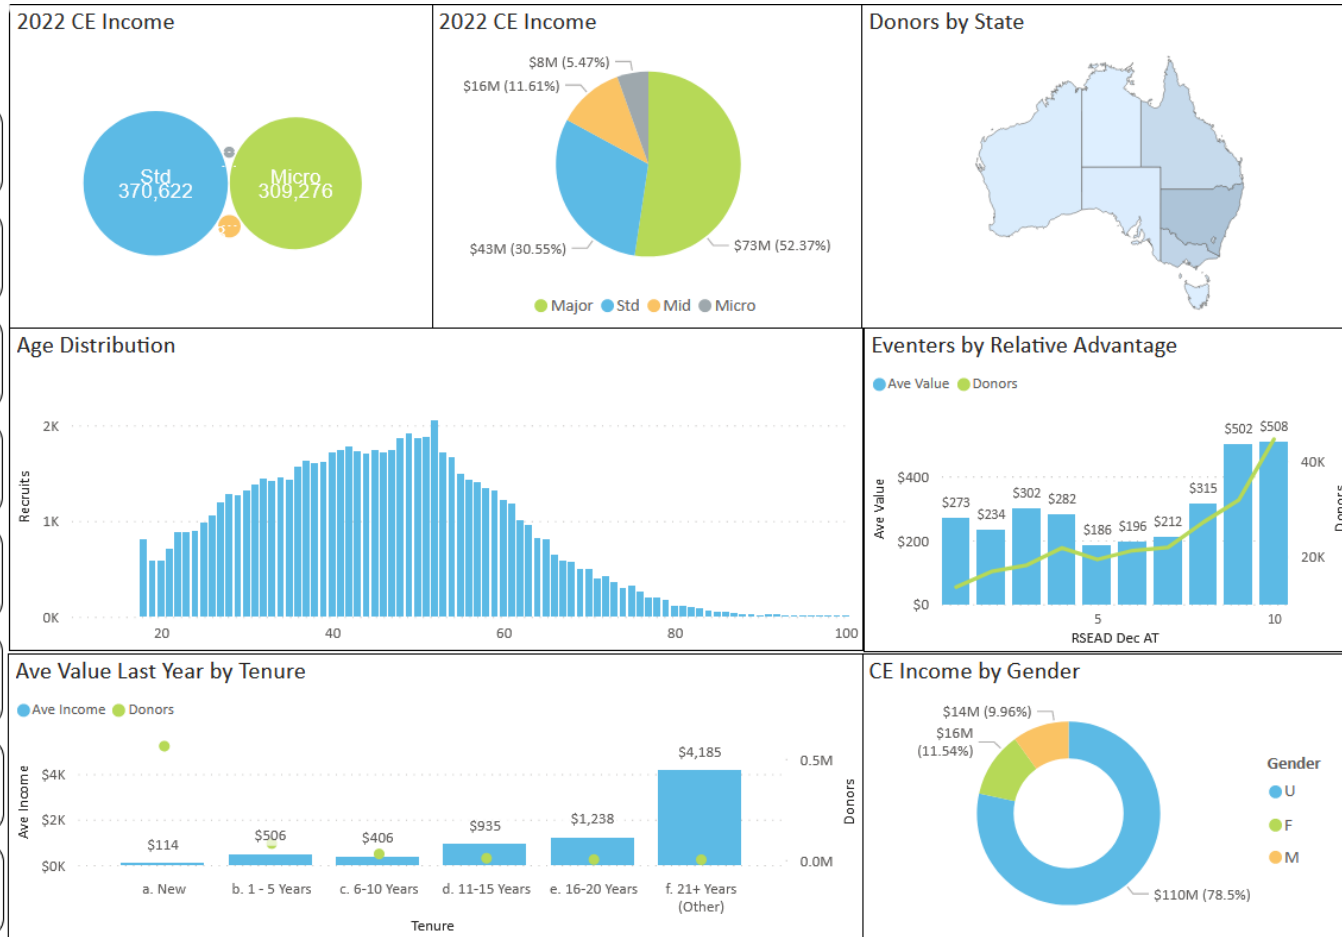 2022 CE Income
Std
370,622
Micro
309,276
2022 CE Income
$8M (5.47%)
$16M (11.61%)
$43M (30.55%)
$73M (52.37%)
Major Std Mid Micro
Donors by State
Age Distribution
Recruits
2K
1K
0K
20 40 60 80 100
Eventers by Relative Advantage
Ave Value Donors
Ave Value
$400
$200
$0
$273 $234 $302 $282 $186 $196 $212 $315 $502 $508
40K
20K
Donors
5 10
RSEAD Dec AT
Ave Value Last Year by Tenure
Ave Income Donors
Ave Income
$4K
$2K
$0K
$114 $506 $406 $935 $1,238 $4,185
0.5M
0.0M
Donors
a. New b. 1 - 5 Years c. 6-10 Years d. 11-15 Years e. 16-20 Years f. 21+ Years
(Other)
Tenure
CE Income by Gender
$14M (9.96%)
$16M
(11.54%)
$110M (78.5%)
Gender
U
F
M